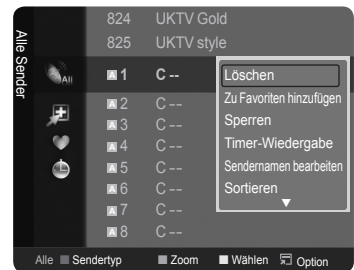 Alle Sender
824 UKTV Gold
825 UKTV style
All
A 1 C --
A 2 C --
A 3 C --
A 4 C --
A 5 C --
A 6 C --
A 7 C --
A 8 C --
Löschen
Zu Favoriten hinzufügen
Sperren
Timer-Wiedergabe
Sendernamen bearbeiten
Sortieren
Alle Sendertyp Zoom Wählen Option